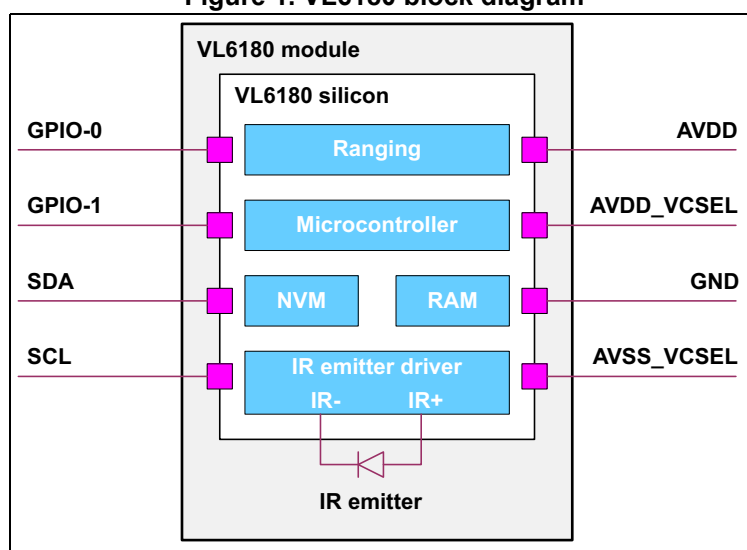 Figure 1. VL6180 block diagram
VL6180 module
VL6180 silicon
GPIO-0
Ranging
AVDD
GPIO-1
Microcontroller
AVDD_VCSEL
SDA
NVM
RAM
GND
SCL
IR emitter driver
AVSS_VCSEL
IR-
IR+
IR emitter